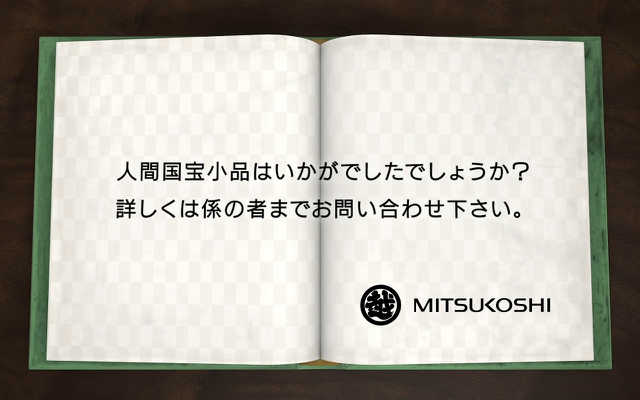 人間国宝小品はいかがでしたでしょうか?
詳しくは係の者までお問い合わせ下さい。
越 MITSUKOSHI